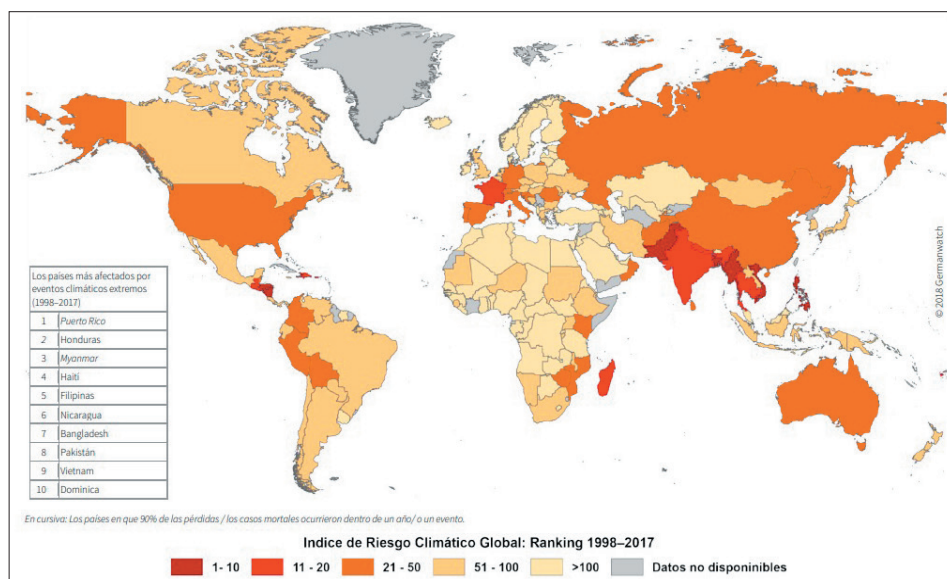 Los países más afectados por
eventos climáticos extremos
(1998–2017)
1 Puerto Rico
2 Honduras
3 Myanmar
4 Haití
5 Filipinas
6 Nicaragua
7 Bangladesh
8 Pakistán
9 Vietnam
10 Dominica
© 2018 Germanwatch
En cursiva: Los países en que 90% de las pérdidas / los casos mortales ocurrieron dentro de un año/ o un evento.
Indice de Riesgo Climático Global: Ranking 1998–2017
1- 10 11 - 20 21 - 50 51 - 100 >100 Datos no disponinibles